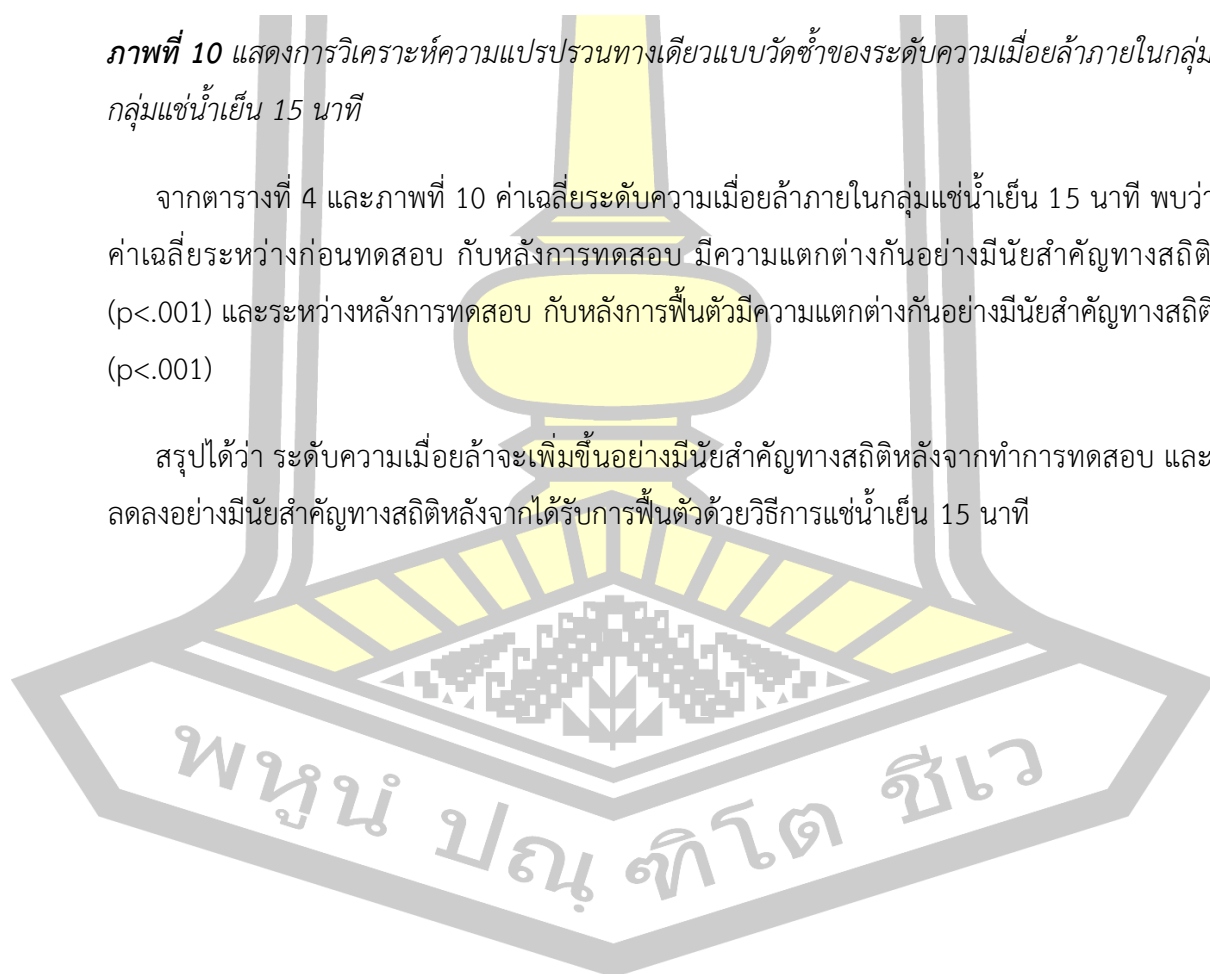 ภาพที่ 10 แสดงการวิเคราะห์ความแปรปรวนทางเดียวแบบวัดซ้ำของระดับความเมื่อยล้าภายในกลุ่ม
กลุ่มแช่น้ำเย็น 15 นาที
จากตารางที่ 4 และภาพที่ 10 ค่าเฉลี่ยระดับความเมื่อยล้าภายในกลุ่มแช่น้ำเย็น 15 นาที พบว่า
ค่าเฉลี่ยระหว่างก่อนทดสอบ กับหลังการทดสอบ มีความแตกต่างกันอย่างมีนัยสำคัญทางสถิติ
(p<.001) และระหว่างหลังการทดสอบ กับหลังการฟื้นตัวมีความแตกต่างกันอย่างมีนัยสำคัญทางสถิติ
(p<.001)
สรุปได้ว่า ระดับความเมื่อยล้าจะเพิ่มขึ้นอย่างมีนัยสำคัญทางสถิติหลังจากทำการทดสอบ และ
ลดลงอย่างมีนัยสำคัญทางสถิติหลังจากได้รับการฟื้นตัวด้วยวิธีการแช่น้ำเย็น 15 นาที
พหูนํ ปณฺฑิโต ชีเว